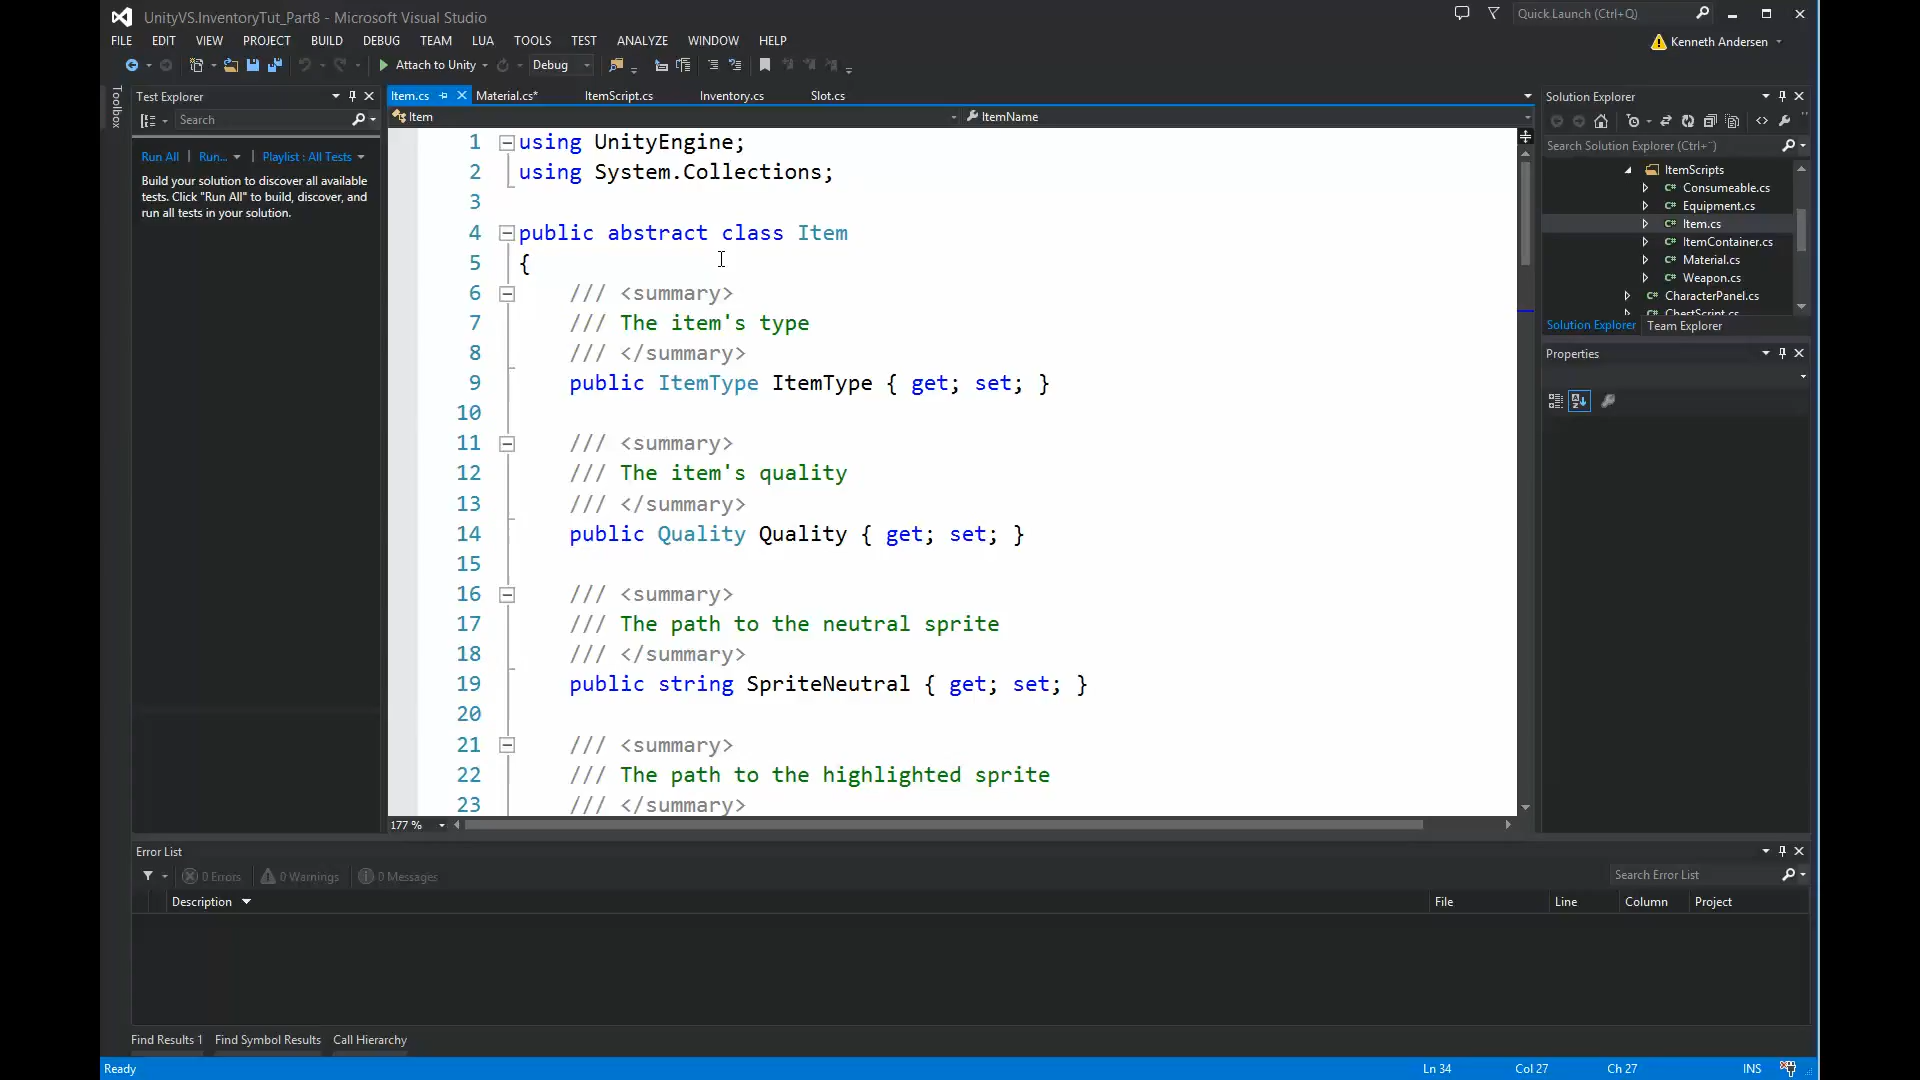 UnityVS.InventoryTut_Part8 - Microsoft Visual Studio
Quick Launch (Ctrl+Q)
FILE EDIT VIEW PROJECT BUILD DEBUG TEAM LUA TOOLS TEST ANALYZE WINDOW HELP
Kenneth Andersen
Attach to Unity Debug
Toolbox
Test Explorer
Search
Run All Run... Playlist : All Tests
Build your solution to discover all available
tests. Click "Run All" to build, discover, and
run all tests in your solution.
Item.cs Material.cs* ItemScript.cs Inventory.cs Slot.cs
Item ItemName
1 using UnityEngine;
2 using System.Collections;
3
4 public abstract class Item
5 {
6 /// <summary>
7 /// The item's type
8 /// </summary>
9 public ItemType ItemType { get; set; }
10
11 /// <summary>
12 /// The item's quality
13 /// </summary>
14 public Quality Quality { get; set; }
15
16 /// <summary>
17 /// The path to the neutral sprite
18 /// </summary>
19 public string SpriteNeutral { get; set; }
20
21 /// <summary>
22 /// The path to the highlighted sprite
23 /// </summary>
177 %
Solution Explorer
Search Solution Explorer (Ctrl+¨)
ItemScripts
C# Consumeable.cs
C# Equipment.cs
C# Item.cs
C# ItemContainer.cs
C# Material.cs
C# Weapon.cs
C# CharacterPanel.cs
C# ChestScript.cs
Solution Explorer Team Explorer
Properties
Error List
0 Errors 0 Warnings 0 Messages
Search Error List
Description File Line Column Project
Find Results 1 Find Symbol Results Call Hierarchy
Ready Ln 34 Col 27 Ch 27 INS